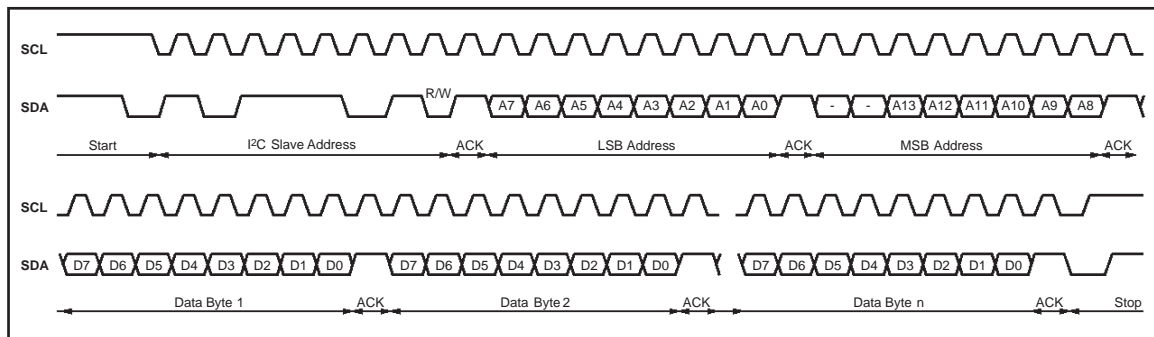 SCL
SDA R/W A7 A6 A5 A4 A3 A2 A1 A0 - - A13 A12 A11 A10 A9 A8
Start I²C Slave Address ACK LSB Address ACK MSB Address ACK
SCL
SDA D7 D6 D5 D4 D3 D2 D1 D0 D7 D6 D5 D4 D3 D2 D1 D0 D7 D6 D5 D4 D3 D2 D1 D0
Data Byte 1 ACK Data Byte 2 ACK Data Byte n ACK Stop